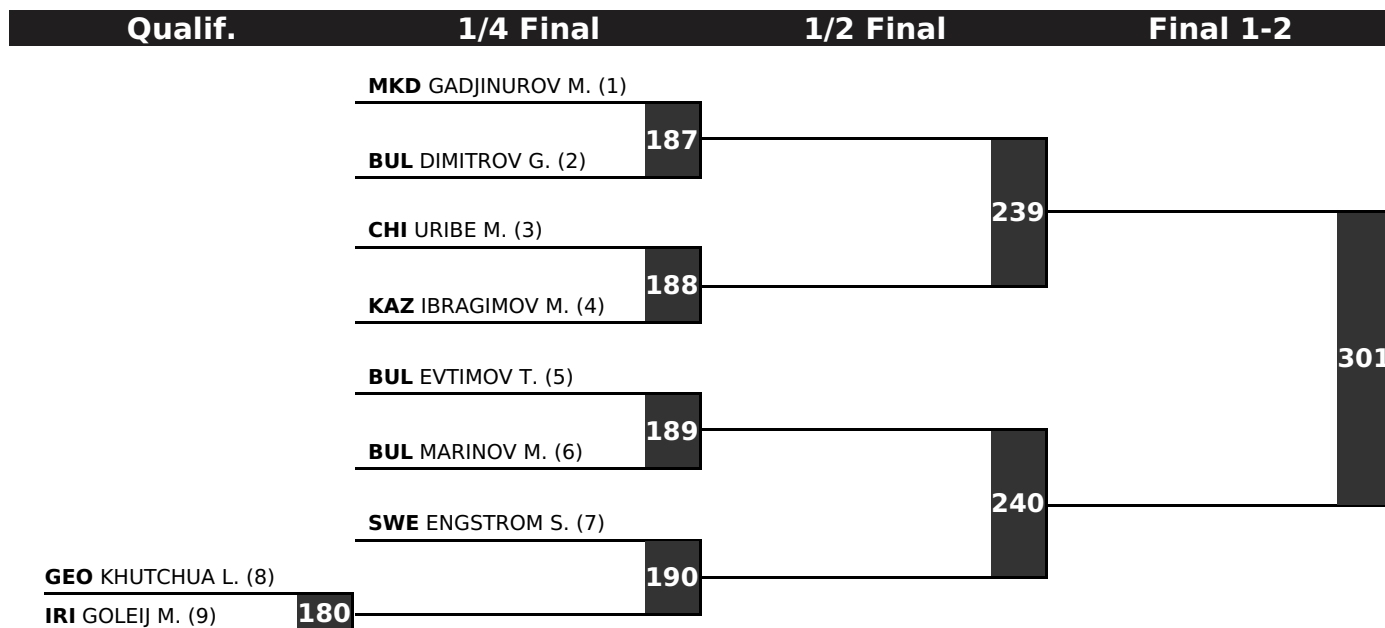 Qualif. 1/4 Final 1/2 Final Final 1-2
MKD GADJINUROV M. (1)
187
BUL DIMITROV G. (2)
239
CHI URIBE M. (3)
188
KAZ IBRAGIMOV M. (4)
301
BUL EVTIMOV T. (5)
189
BUL MARINOV M. (6)
240
SWE ENGSTROM S. (7)
190
GEO KHUTCHUA L. (8)
IRI GOLEIJ M. (9) 180